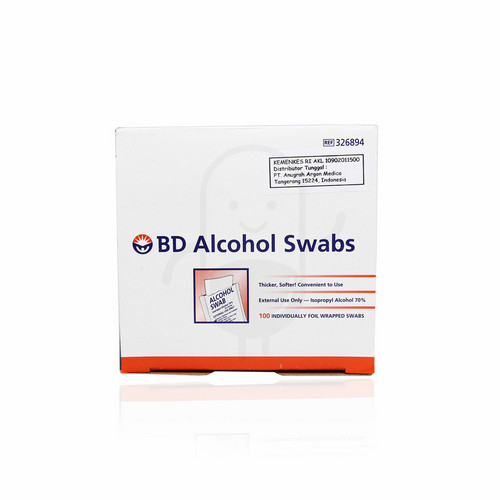 REF 326894
KEMENKES RI AKL 10902011500
Distributor Tunggal :
PT. Anugrah Argon Medica
Tangerang 15224, Indonesia
BD Alcohol Swabs
Thicker, Softer! Convenient to Use
External Use Only — Isopropyl Alcohol 70%
100 INDIVIDUALLY FOIL WRAPPED SWABS
ALCOHOL
SWAB